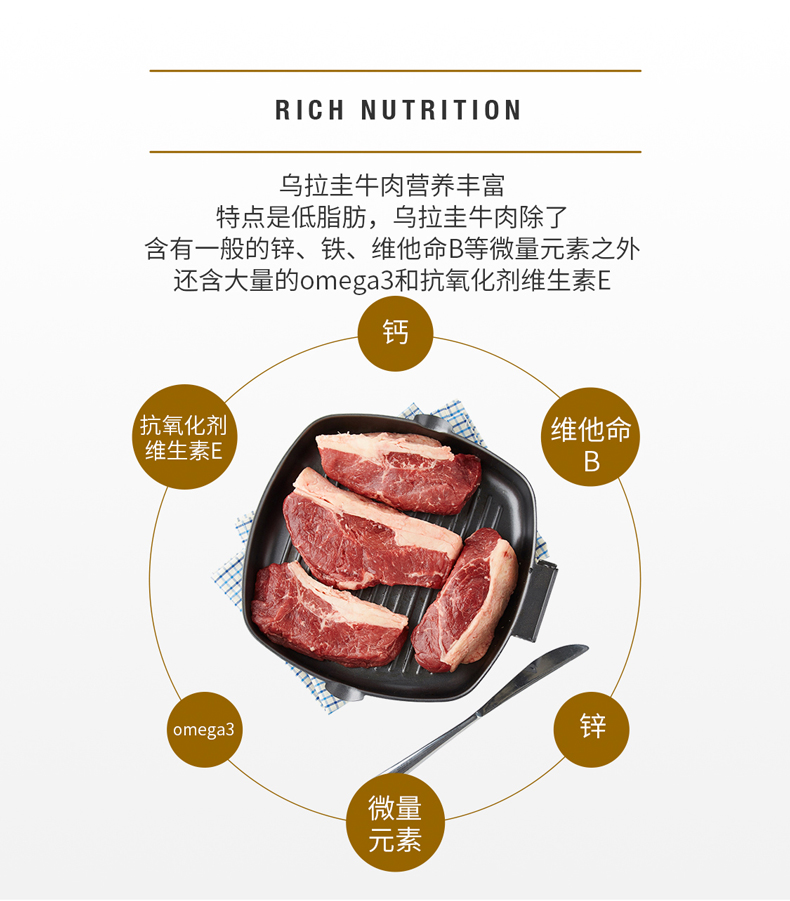 RICH NUTRITION
乌拉圭牛肉营养丰富
特点是低脂肪，乌拉圭牛肉除了
含有一般的锌、铁、维他命B等微量元素之外
还含大量的omega3和抗氧化剂维生素E
钙
抗氧化剂
维生素E
维他命
B
omega3
锌
微量
元素